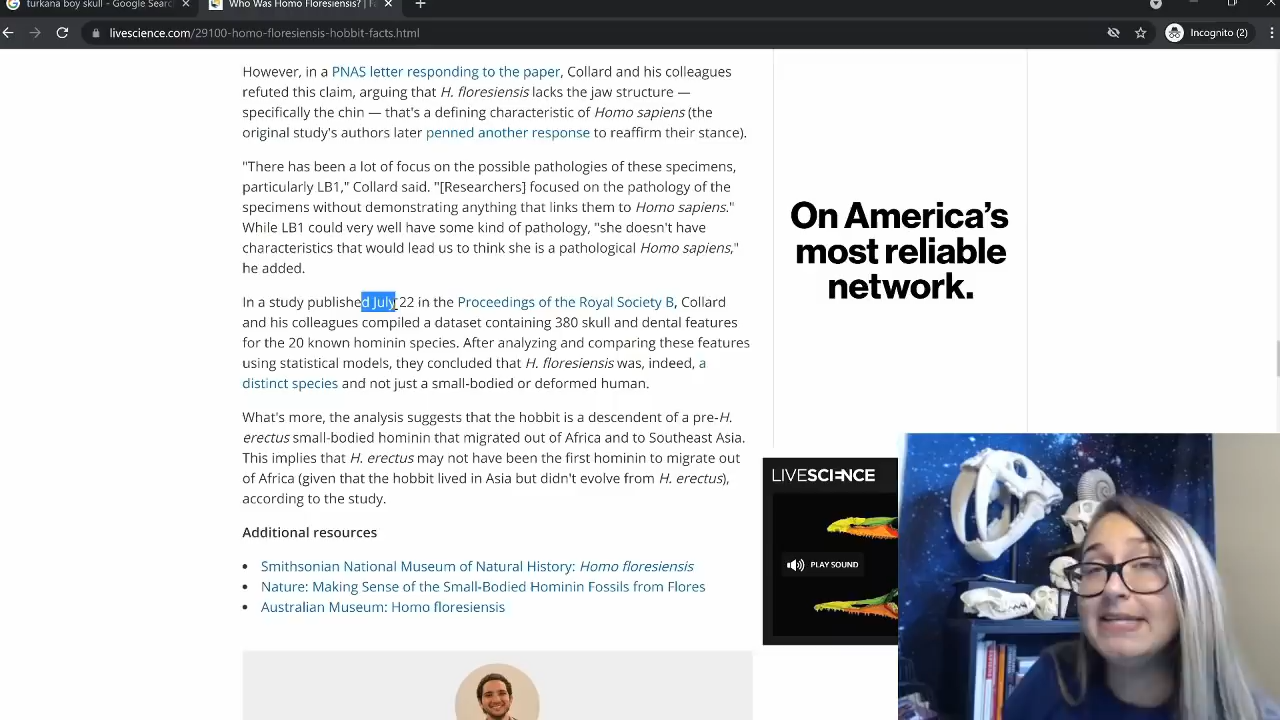 turkana boy skull - Google Searc
Who Was Homo Floresiensis? | F
livescience.com/29100-homo-floresiensis-hobbit-facts.html
Incognito (2)
However, in a PNAS letter responding to the paper, Collard and his colleagues
refuted this claim, arguing that H. floresiensis lacks the jaw structure —
specifically the chin — that's a defining characteristic of Homo sapiens (the
original study's authors later penned another response to reaffirm their stance).
"There has been a lot of focus on the possible pathologies of these specimens,
particularly LB1," Collard said. "[Researchers] focused on the pathology of the
specimens without demonstrating anything that links them to Homo sapiens."
While LB1 could very well have some kind of pathology, "she doesn't have
characteristics that would lead us to think she is a pathological Homo sapiens,"
he added.
In a study published July 22 in the Proceedings of the Royal Society B, Collard
and his colleagues compiled a dataset containing 380 skull and dental features
for the 20 known hominin species. After analyzing and comparing these features
using statistical models, they concluded that H. floresiensis was, indeed, a
distinct species and not just a small-bodied or deformed human.
What's more, the analysis suggests that the hobbit is a descendent of a pre-H.
erectus small-bodied hominin that migrated out of Africa and to Southeast Asia.
This implies that H. erectus may not have been the first hominin to migrate out
of Africa (given that the hobbit lived in Asia but didn't evolve from H. erectus),
according to the study.
Additional resources
Smithsonian National Museum of Natural History: Homo floresiensis
Nature: Making Sense of the Small-Bodied Hominin Fossils from Flores
Australian Museum: Homo floresiensis
On America's
most reliable
network.
LIVESCIENCE
PLAY SOUND